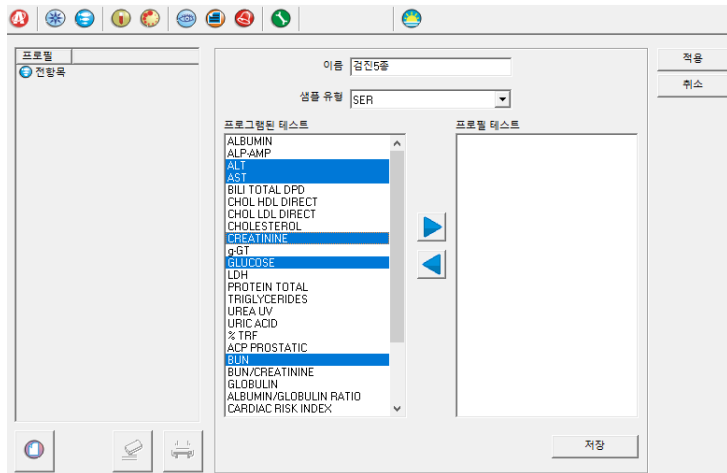 프로필
전항목
이름 검진5종
샘플 유형 SER
프로그램된 테스트
ALBUMIN
ALP-AMP
ALT
AST
BILI TOTAL DPD
CHOL HDL DIRECT
CHOL LDL DIRECT
CHOLESTEROL
CREATININE
g-GT
GLUCOSE
LDH
PROTEIN TOTAL
TRIGLYCERIDES
UREA UV
URIC ACID
% TRF
ACP PROSTATIC
BUN
BUN/CREATININE
GLOBULIN
ALBUMIN/GLOBULIN RATIO
CARDIAC RISK INDEX
프로필 테스트
저장
적용
취소